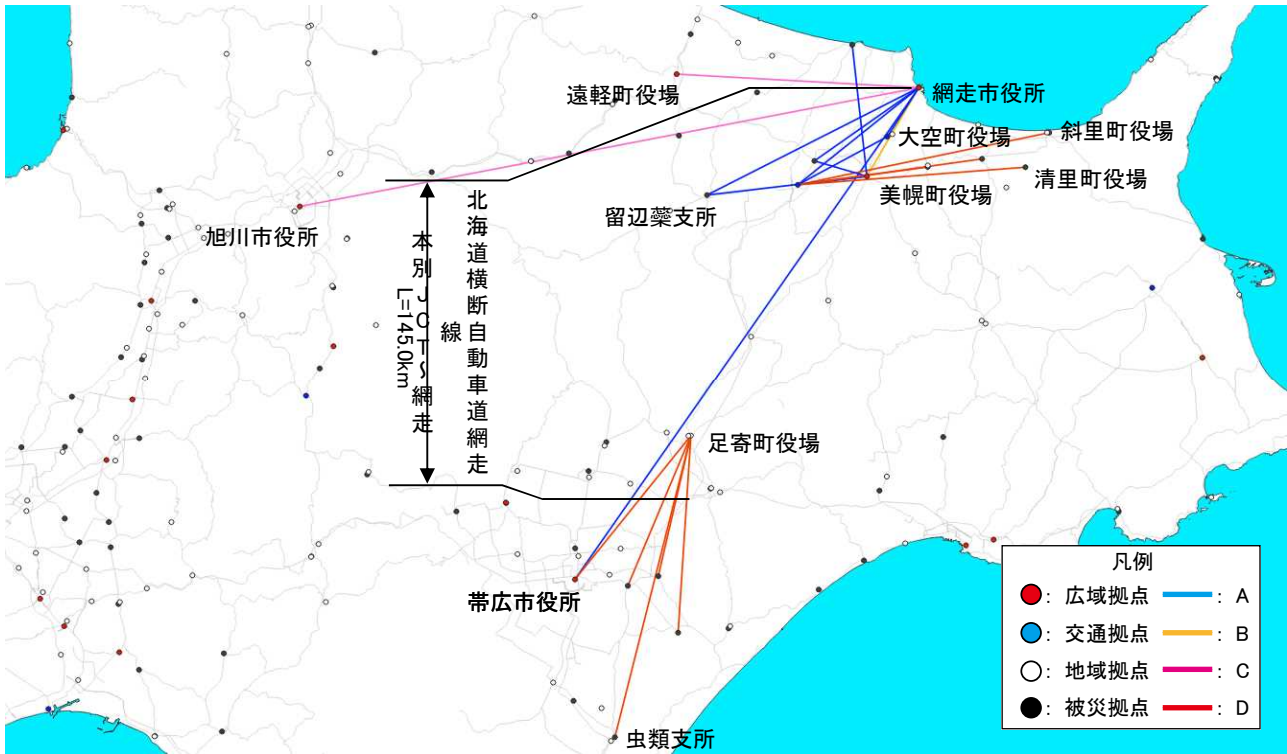 遠軽町役場
網走市役所
大空町役場
斜里町役場
清里町役場
美幌町役場
留辺蘂支所
旭川市役所
北海道横断自動車道網走
線
本別JCT～網走
L=145.0km
足寄町役場
帯広市役所
虫類支所
凡例
: 広域拠点 : A
: 交通拠点 : B
: 地域拠点 : C
: 被災拠点 : D